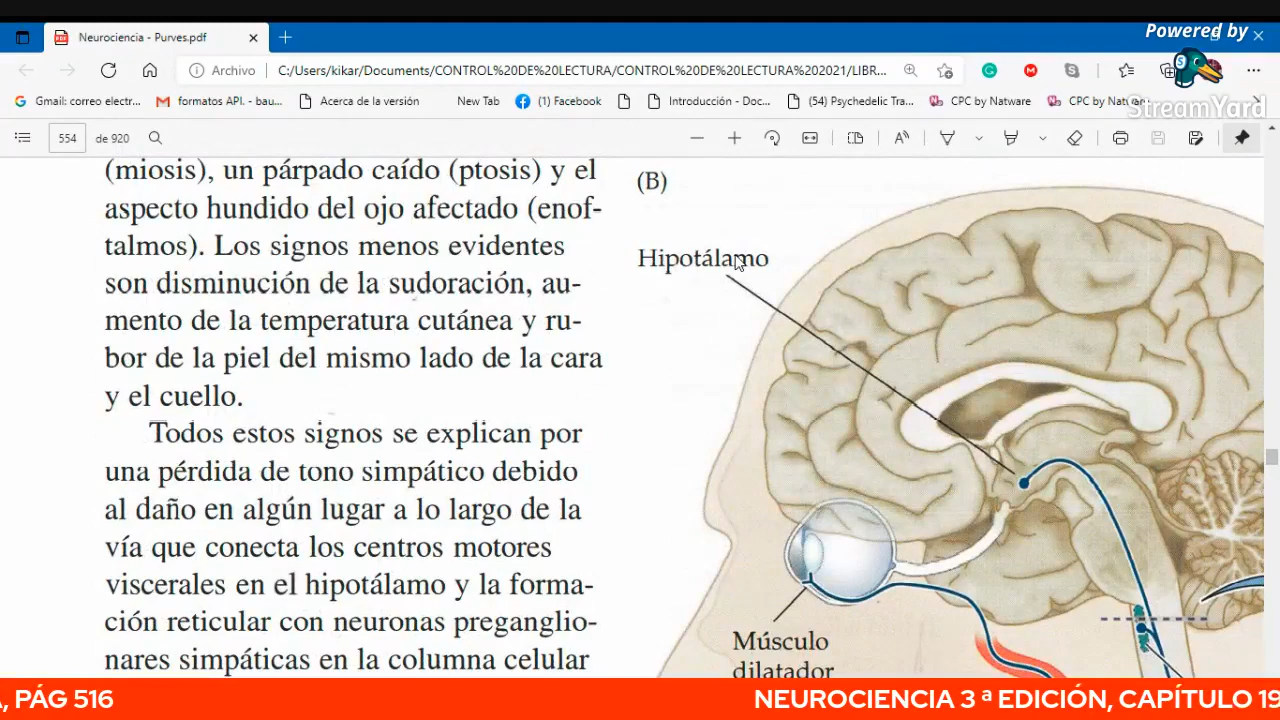 Powered by
Neurociencia - Purves.pdf
Archivo
C:/Users/kikar/Documents/CONTROL%20DE%20LECTURA/CONTROL%20DE%20LECTURA%202021/LIBR...
StreamYard
Gmail: correo electr...
formatos API. - bau...
Acerca de la versión
New Tab
(1) Facebook
Introducción - Doc...
(54) Psychedelic Tra...
CPC by Natware
CPC by Natware
554 de 920
(miosis), un párpado caído (ptosis) y el
aspecto hundido del ojo afectado (enof-
talmos). Los signos menos evidentes
son disminución de la sudoración, au-
mento de la temperatura cutánea y ru-
bor de la piel del mismo lado de la cara
y el cuello.
Todos estos signos se explican por
una pérdida de tono simpático debido
al daño en algún lugar a lo largo de la
vía que conecta los centros motores
viscerales en el hipotálamo y la forma-
ción reticular con neuronas preganglio-
nares simpáticas en la columna celular
(B)
Hipotálamo
Músculo
dilatador
A, PÁG 516
NEUROCIENCIA 3 ª EDICIÓN, CAPÍTULO 19